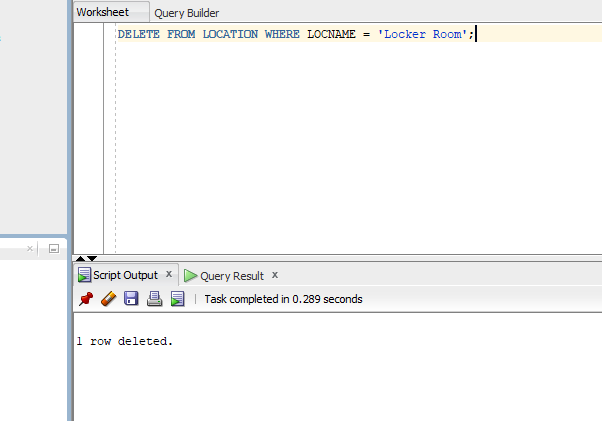 Worksheet Query Builder
DELETE FROM LOCATION WHERE LOCNAME = 'Locker Room';
Script Output x Query Result x
Task completed in 0.289 seconds
1 row deleted.